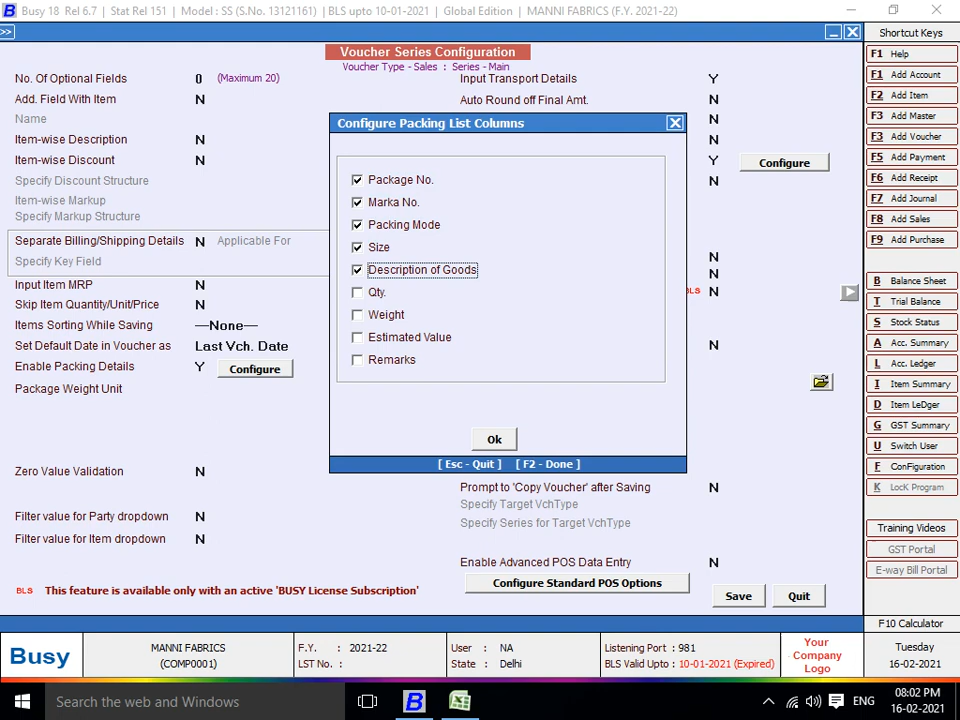 Busy 18 Rel 6.7 | Stat Rel 151 | Model : SS (S.No. 13121161) | BLS upto 10-01-2021 | Global Edition | MANNI FABRICS (F.Y. 2021-22)
>>
Voucher Series Configuration
Voucher Type - Sales : Series - Main
No. Of Optional Fields 0 (Maximum 20)
Add. Field With Item N
Name
Item-wise Description N
Item-wise Discount N
Specify Discount Structure
Item-wise Markup
Specify Markup Structure
Separate Billing/Shipping Details N Applicable For
Specify Key Field
Input Item MRP N
Skip Item Quantity/Unit/Price N
Items Sorting While Saving ---None---
Set Default Date in Voucher as Last Vch. Date
Enable Packing Details Y Configure
Package Weight Unit
Zero Value Validation N
Filter value for Party dropdown N
Filter value for Item dropdown N
BLS This feature is available only with an active 'BUSY License Subscription'
Input Transport Details Y
Auto Round off Final Amt. N
N
N
Y Configure
N
N
N
BLS N
N
Prompt to 'Copy Voucher' after Saving N
Specify Target VchType
Specify Series for Target VchType
Enable Advanced POS Data Entry N
Configure Standard POS Options
Save Quit
Configure Packing List Columns
Package No.
Marka No.
Packing Mode
Size
Description of Goods
Qty.
Weight
Estimated Value
Remarks
Ok
[ Esc - Quit ] [ F2 - Done ]
Shortcut Keys
F1 Help
F1 Add Account
F2 Add Item
F3 Add Master
F3 Add Voucher
F5 Add Payment
F6 Add Receipt
F7 Add Journal
F8 Add Sales
F9 Add Purchase
B Balance Sheet
T Trial Balance
S Stock Status
A Acc. Summary
L Acc. Ledger
I Item Summary
D Item LeDger
G GST Summary
U Switch User
F ConFiguration
K LocK Program
Training Videos
GST Portal
E-way Bill Portal
F10 Calculator
Busy
MANNI FABRICS
(COMP0001)
F.Y. : 2021-22
LST No. :
User : NA
State : Delhi
Listening Port : 981
BLS Valid Upto : 10-01-2021 (Expired)
Your
Company
Logo
Tuesday
16-02-2021
Search the web and Windows
B
ENG
08:02 PM
16-02-2021